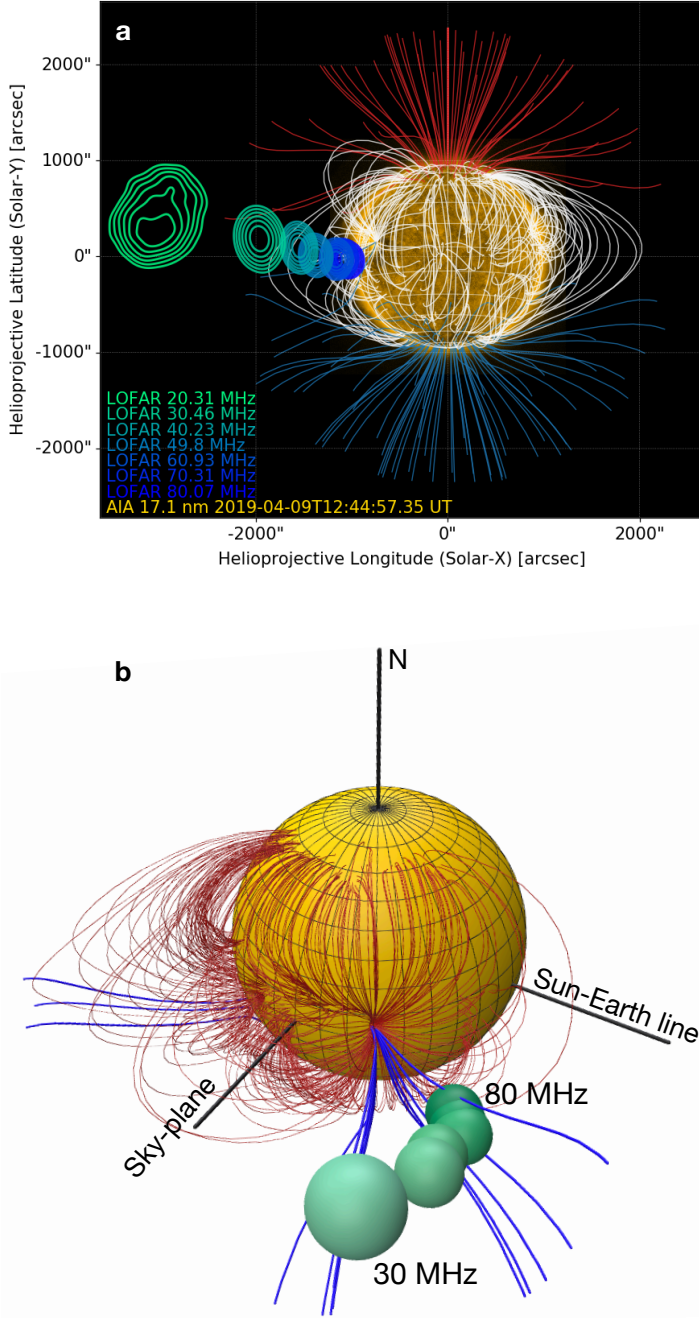 a
2000"
1000"
0"
-1000"
-2000"
Helioprojective Latitude (Solar-Y) [arcsec]
LOFAR 20.31 MHz
LOFAR 30.46 MHz
LOFAR 40.23 MHz
LOFAR 49.8 MHz
LOFAR 60.93 MHz
LOFAR 70.31 MHz
LOFAR 80.07 MHz
AIA 17.1 nm 2019-04-09T12:44:57.35 UT
-2000" 0" 2000"
Helioprojective Longitude (Solar-X) [arcsec]
b
N
Sun-Earth line
Sky-plane
80 MHz
30 MHz